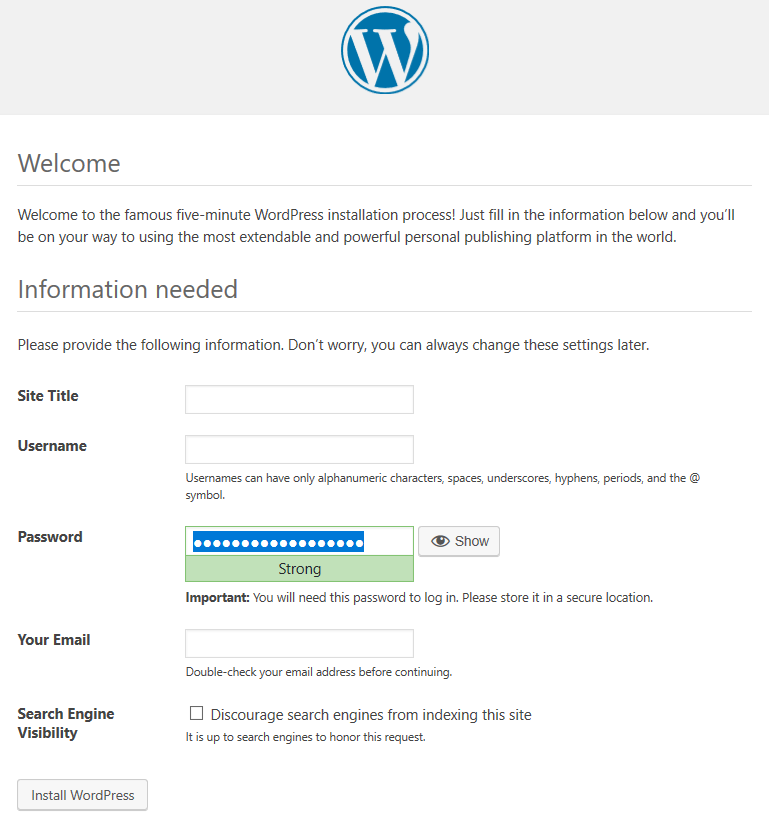 Welcome
Welcome to the famous five-minute WordPress installation process! Just fill in the information below and you’ll
be on your way to using the most extendable and powerful personal publishing platform in the world.
Information needed
Please provide the following information. Don’t worry, you can always change these settings later.
Site Title
Username
Usernames can have only alphanumeric characters, spaces, underscores, hyphens, periods, and the @
symbol.
Password
●●●●●●●●●●●●●●●●●● Show
Strong
Important: You will need this password to log in. Please store it in a secure location.
Your Email
Double-check your email address before continuing.
Search Engine
Visibility
Discourage search engines from indexing this site
It is up to search engines to honor this request.
Install WordPress